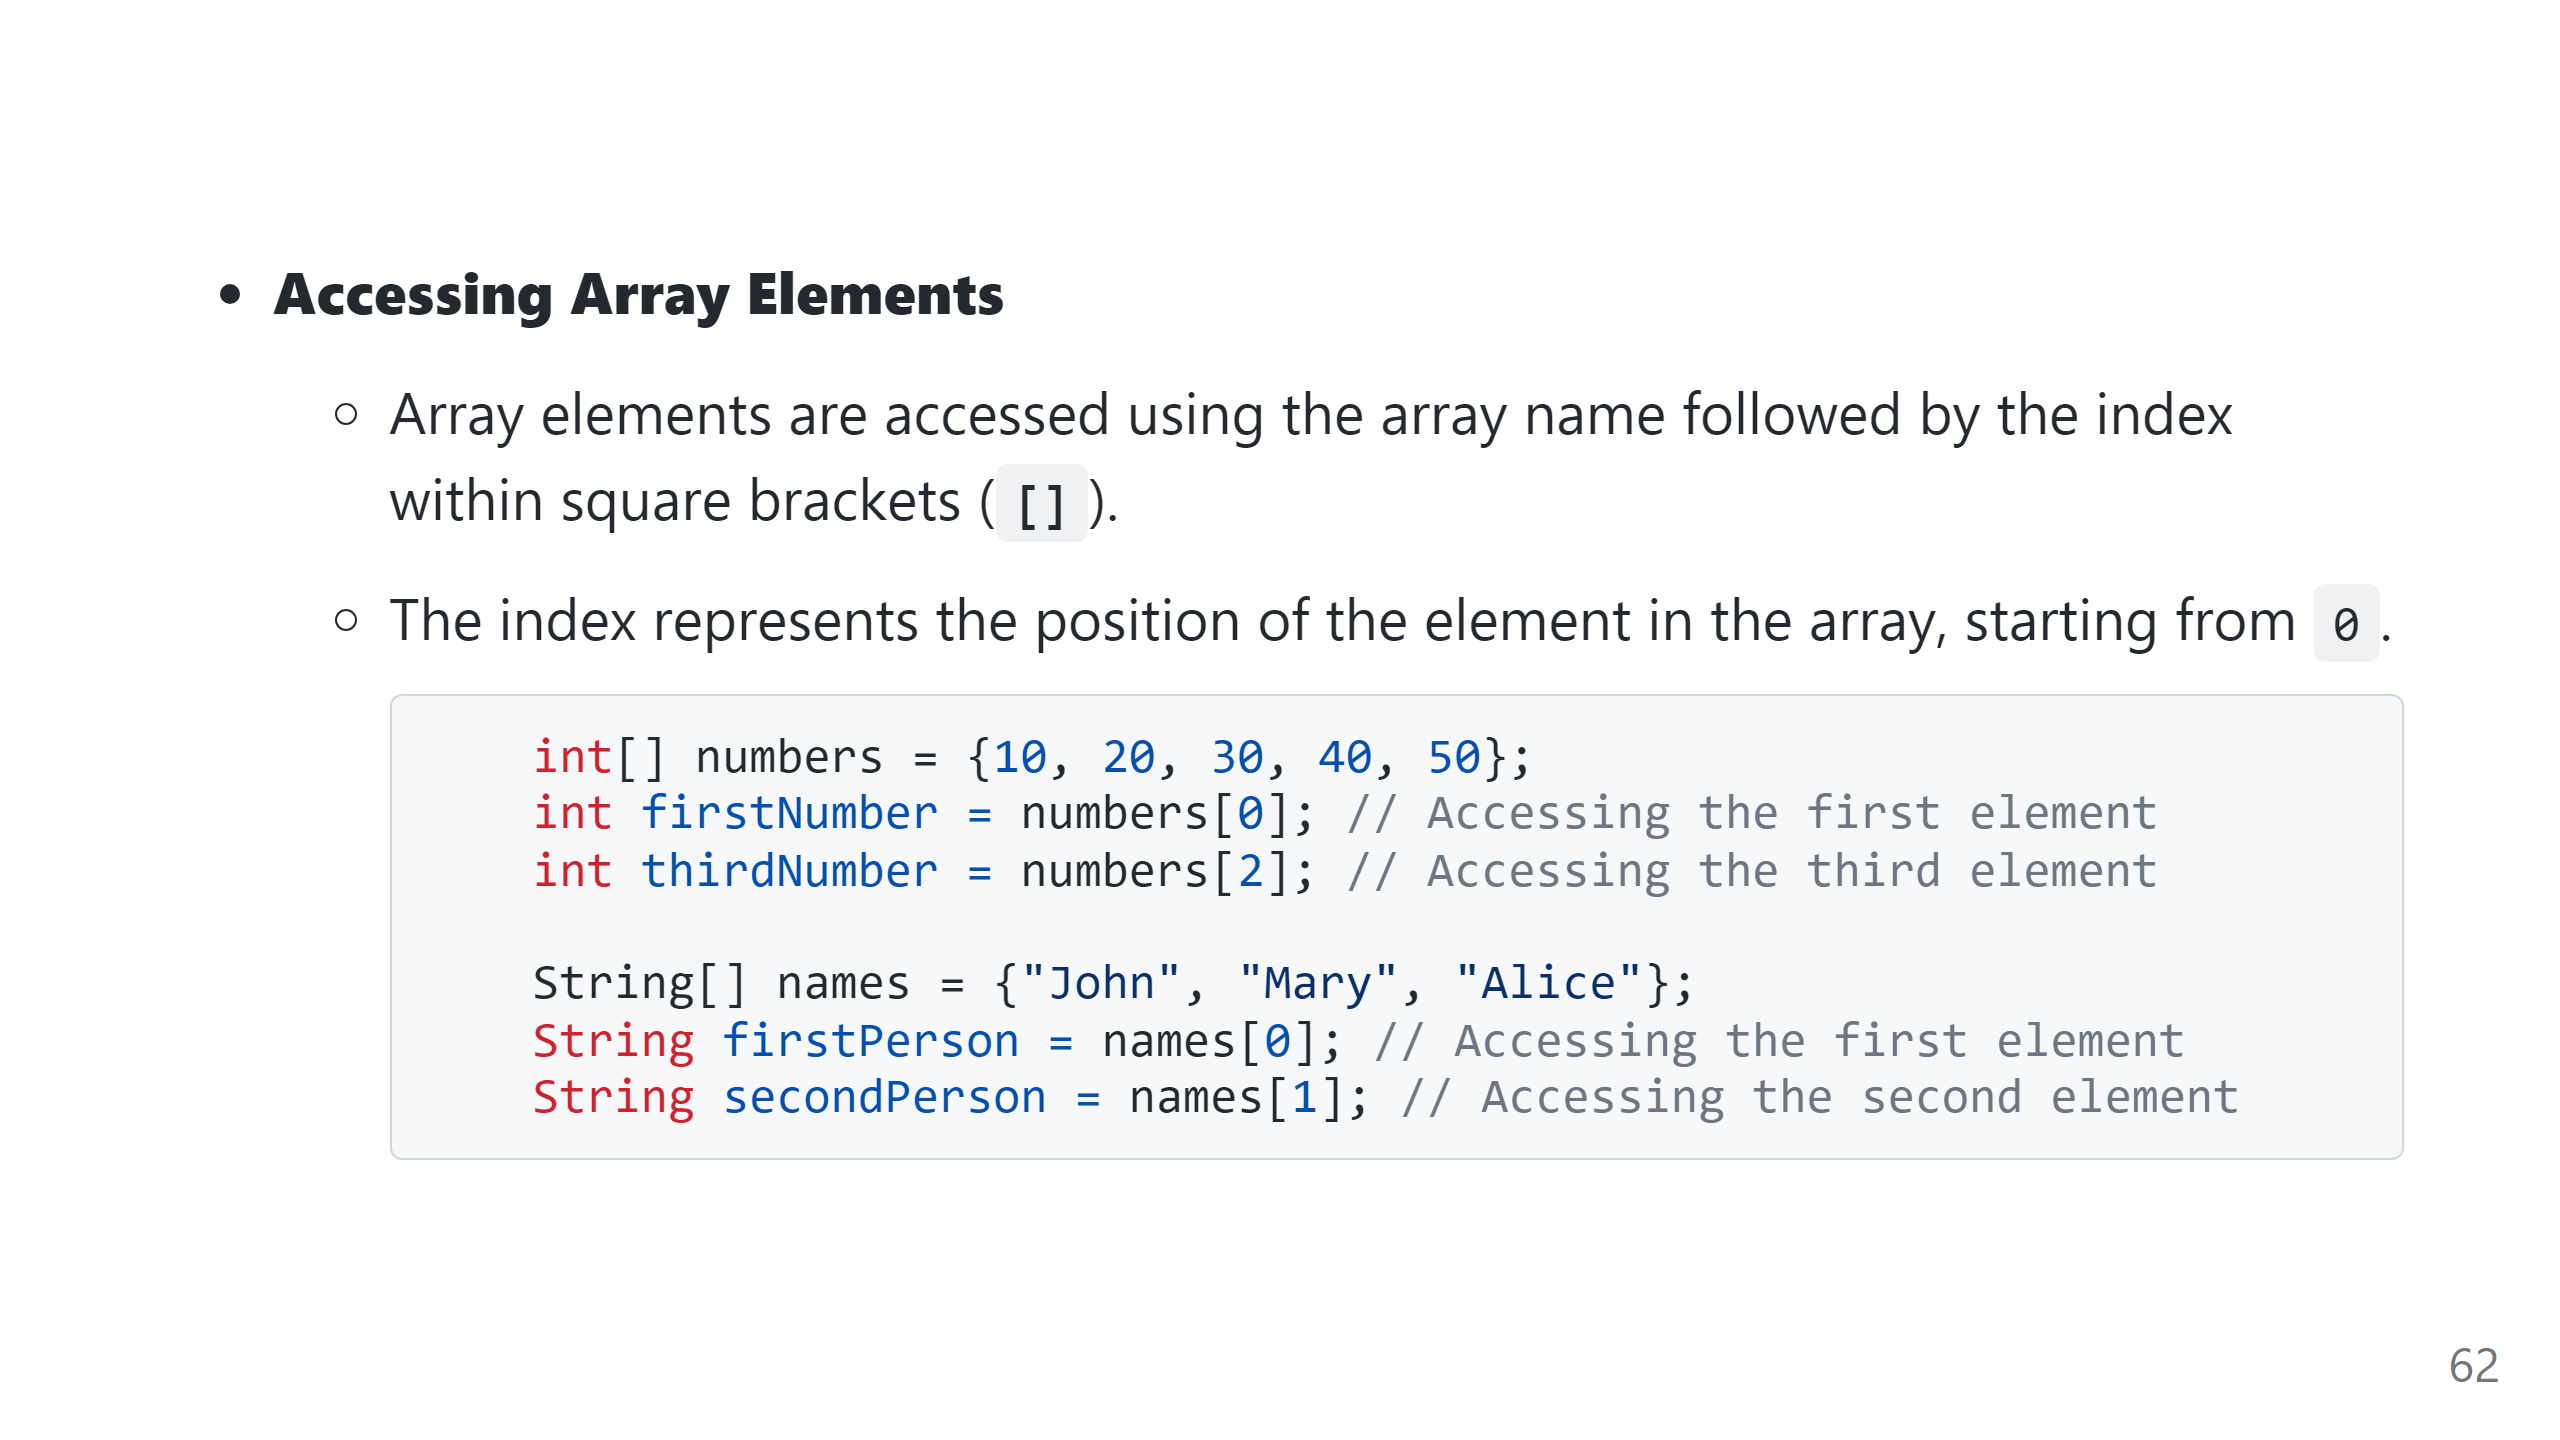 • Accessing Array Elements
○ Array elements are accessed using the array name followed by the index
within square brackets ( [] ).
○ The index represents the position of the element in the array, starting from 0 .
int[] numbers = {10, 20, 30, 40, 50};
int firstNumber = numbers[0]; // Accessing the first element
int thirdNumber = numbers[2]; // Accessing the third element
String[] names = {"John", "Mary", "Alice"};
String firstPerson = names[0]; // Accessing the first element
String secondPerson = names[1]; // Accessing the second element
62